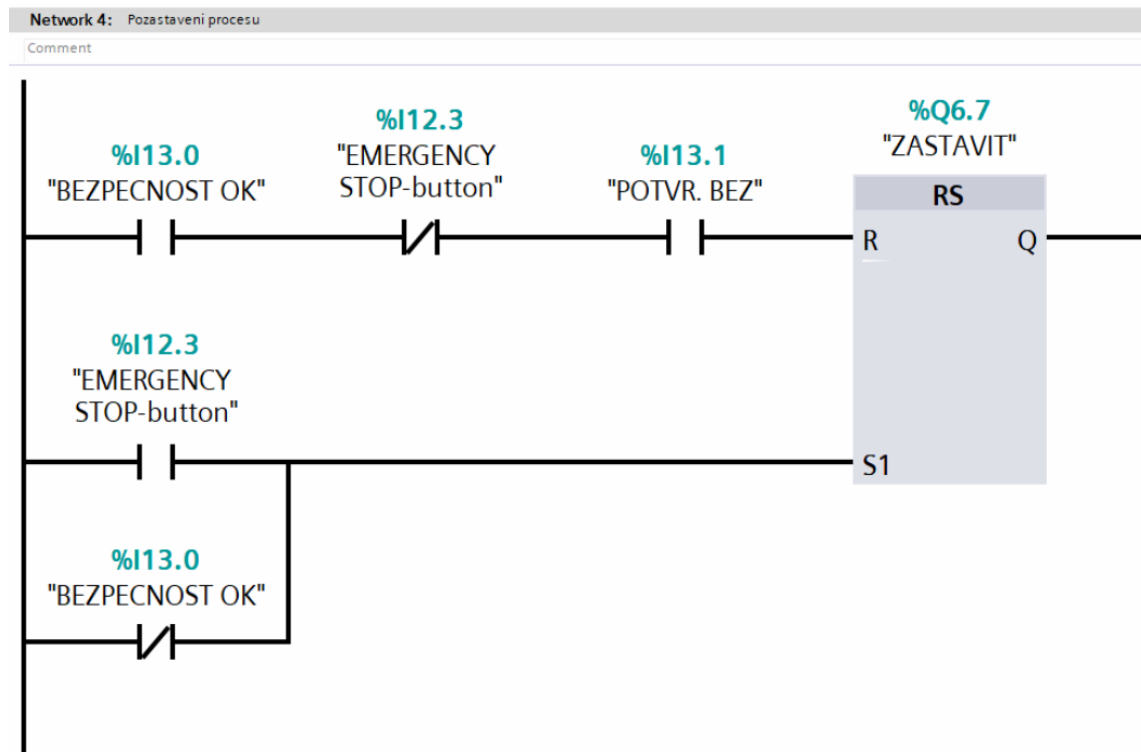 Network 4: Pozastaveni procesu
Comment
%I13.0
"BEZPECNOST OK"
%I12.3
"EMERGENCY
STOP-button"
%I13.1
"POTVR. BEZ"
%Q6.7
"ZASTAVIT"
RS
R Q
%I12.3
"EMERGENCY
STOP-button"
S1
%I13.0
"BEZPECNOST OK"